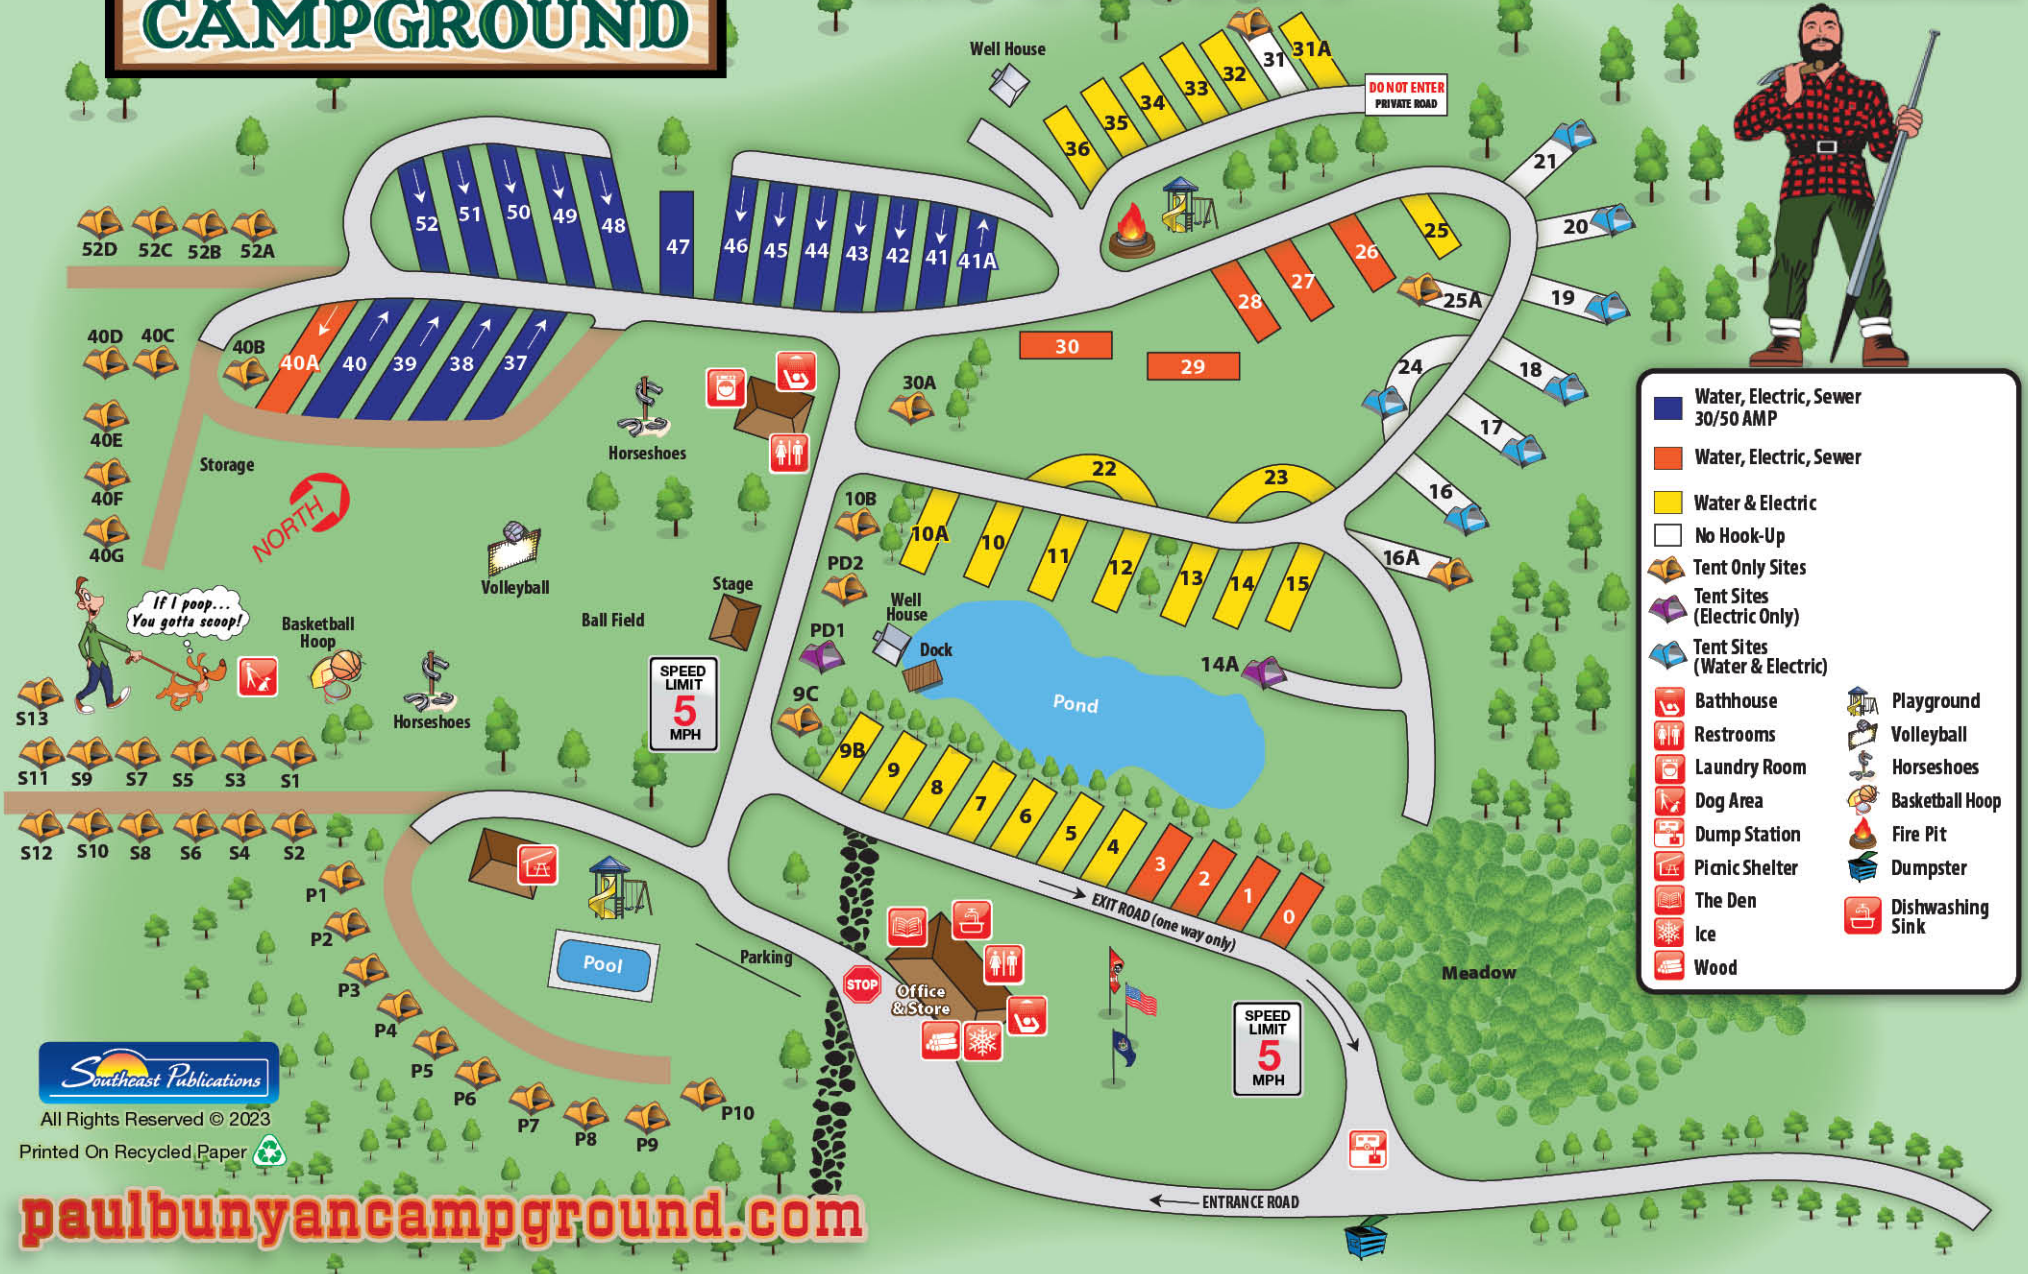 CAMPGROUND
Well House
36
35
34
33
32
31
31A
DO NOT ENTER
PRIVATE ROAD
52
51
50
49
48
47
46
45
44
43
42
41
41A
52D
52C
52B
52A
21
20
19
18
17
16
16A
25
26
27
28
25A
24
30
29
30A
40D
40C
40B
40A
40
39
38
37
40E
40F
40G
Storage
NORTH
Horseshoes
Volleyball
Ball Field
Stage
22
23
10B
10A
10
11
12
13
14
15
PD2
PD1
Well
House
Dock
Pond
14A
9C
If I poop...
You gotta scoop!
Basketball
Hoop
Horseshoes
SPEED
LIMIT
5
MPH
S13
S11
S9
S7
S5
S3
S1
S12
S10
S8
S6
S4
S2
9B
9
8
7
6
5
4
3
2
1
0
EXIT ROAD (one way only)
P1
P2
P3
P4
P5
P6
P7
P8
P9
P10
Pool
Parking
STOP
Office
& Store
Meadow
SPEED
LIMIT
5
MPH
ENTRANCE ROAD
Water, Electric, Sewer
30/50 AMP
Water, Electric, Sewer
Water & Electric
No Hook-Up
Tent Only Sites
Tent Sites
(Electric Only)
Tent Sites
(Water & Electric)
Bathhouse
Restrooms
Laundry Room
Dog Area
Dump Station
Picnic Shelter
The Den
Ice
Wood
Playground
Volleyball
Horseshoes
Basketball Hoop
Fire Pit
Dumpster
Dishwashing
Sink
Southeast Publications
All Rights Reserved © 2023
Printed On Recycled Paper
paulbunyancampground.com